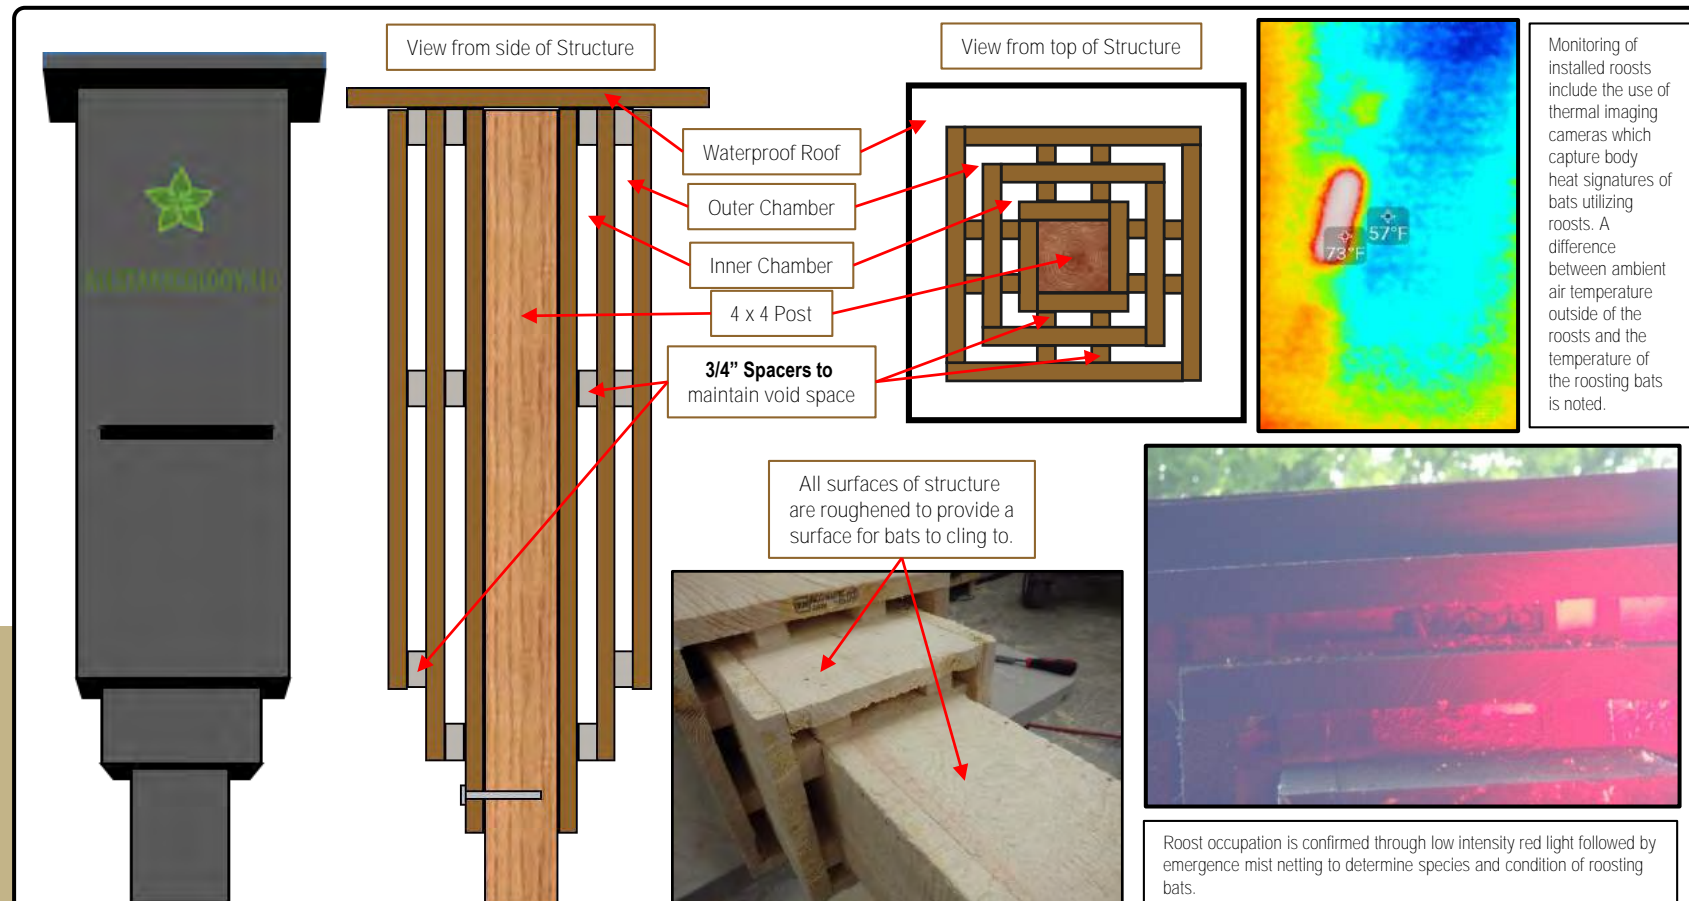 View from side of Structure
View from top of Structure
Waterproof Roof
Outer Chamber
Inner Chamber
4 x 4 Post
3/4” Spacers to
maintain void space
73°F
57°F
Monitoring of
installed roosts
include the use of
thermal imaging
cameras which
capture body
heat signatures of
bats utilizing
roosts. A
difference
between ambient
air temperature
outside of the
roosts and the
temperature of
the roosting bats
is noted.
All surfaces of structure
are roughened to provide a
surface for bats to cling to.
Roost occupation is confirmed through low intensity red light followed by
emergence mist netting to determine species and condition of roosting
bats.